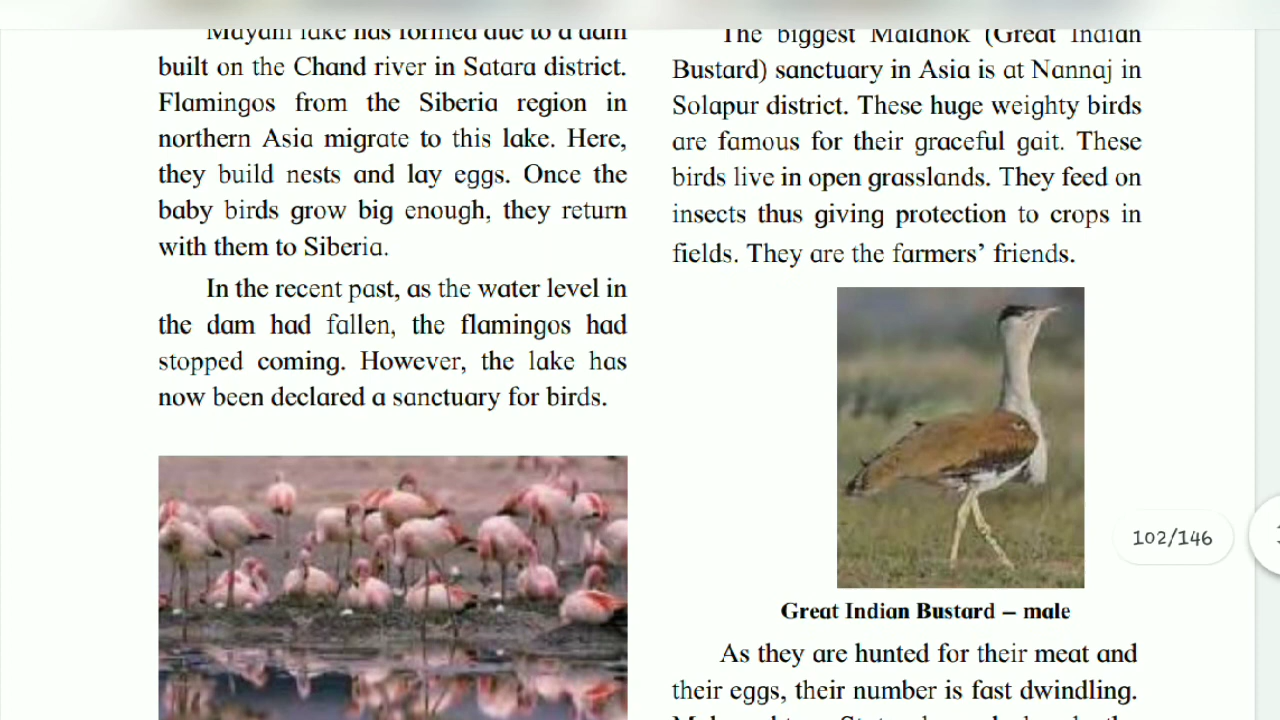 Mayani lake has formed due to a dam
built on the Chand river in Satara district.
Flamingos from the Siberia region in
northern Asia migrate to this lake. Here,
they build nests and lay eggs. Once the
baby birds grow big enough, they return
with them to Siberia.
In the recent past, as the water level in
the dam had fallen, the flamingos had
stopped coming. However, the lake has
now been declared a sanctuary for birds.
The biggest Maldhok (Great Indian
Bustard) sanctuary in Asia is at Nannaj in
Solapur district. These huge weighty birds
are famous for their graceful gait. These
birds live in open grasslands. They feed on
insects thus giving protection to crops in
fields. They are the farmers’ friends.
Great Indian Bustard – male
As they are hunted for their meat and
their eggs, their number is fast dwindling.
102/146